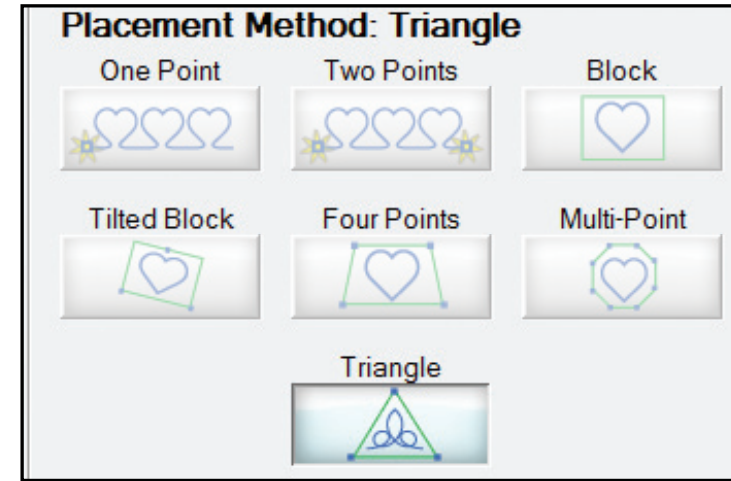 Placement Method: Triangle
One Point Two Points Block
Tilted Block Four Points Multi-Point
Triangle